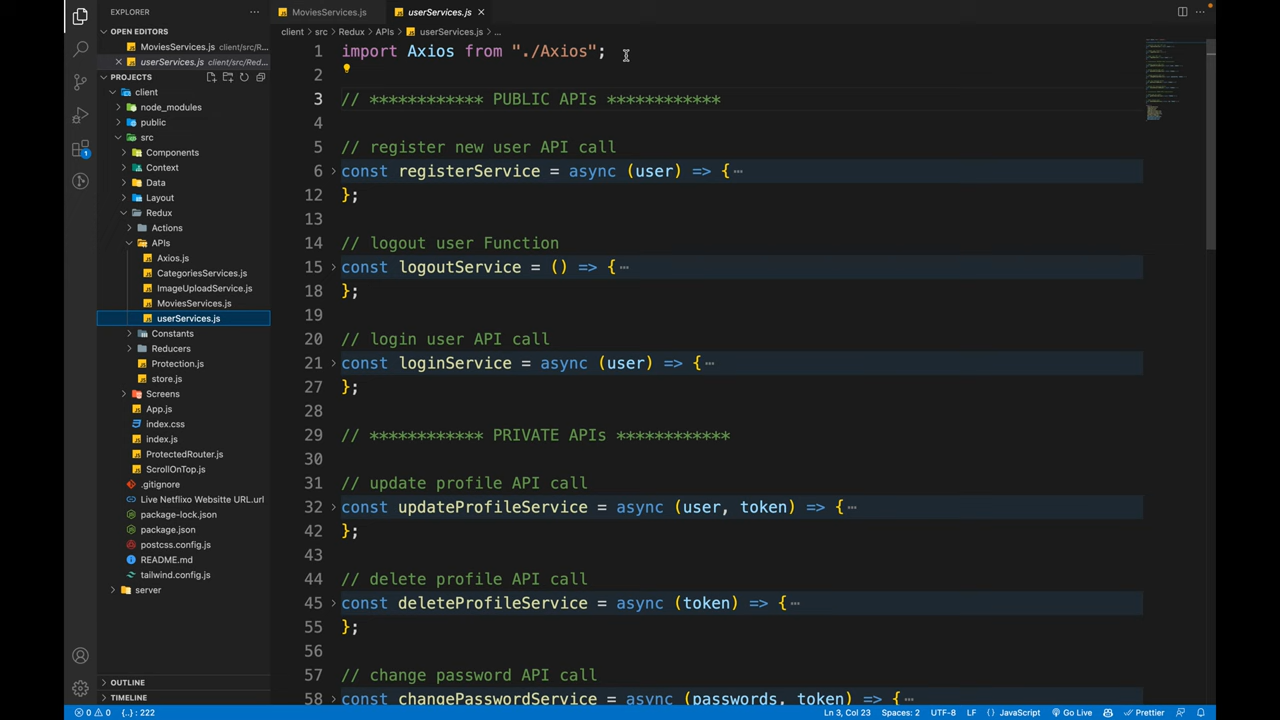 EXPLORER
OPEN EDITORS
MoviesServices.js client/src/R...
userServices.js client/src/Red...
PROJECTS
client
node_modules
public
src
Components
Context
Data
Layout
Redux
Actions
APIs
Axios.js
CategoriesServices.js
ImageUploadService.js
MoviesServices.js
userServices.js
Constants
Reducers
Protection.js
store.js
Screens
App.js
index.css
index.js
ProtectedRouter.js
ScrollOnTop.js
.gitignore
Live Netflixo Websitte URL.url
package-lock.json
package.json
postcss.config.js
README.md
tailwind.config.js
server
OUTLINE
TIMELINE
1
MoviesServices.js userServices.js
client > src > Redux > APIs > userServices.js > ...
1 import Axios from "./Axios";
2
3 // ************ PUBLIC APIs ************
4
5 // register new user API call
6 const registerService = async (user) => {⋯
12 };
13
14 // logout user Function
15 const logoutService = () => {⋯
18 };
19
20 // login user API call
21 const loginService = async (user) => {⋯
27 };
28
29 // ************ PRIVATE APIs ************
30
31 // update profile API call
32 const updateProfileService = async (user, token) => {⋯
42 };
43
44 // delete profile API call
45 const deleteProfileService = async (token) => {⋯
55 };
56
57 // change password API call
58 const changePasswordService = async (passwords, token) => {⋯
0 0 {..} : 222 Ln 3, Col 23 Spaces: 2 UTF-8 LF {} JavaScript Go Live Prettier